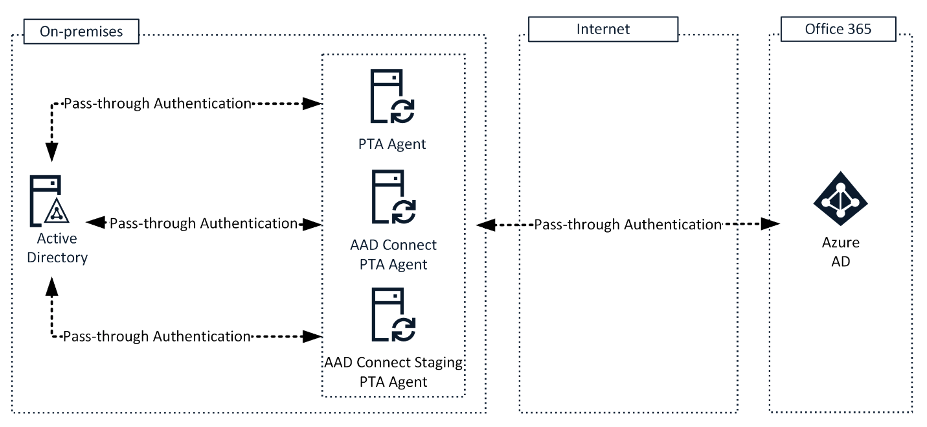 On-premises
Internet
Office 365
Pass-through Authentication
PTA Agent
Pass-through Authentication
Active
Directory
AAD Connect
PTA Agent
Pass-through Authentication
Azure
AD
Pass-through Authentication
AAD Connect Staging
PTA Agent